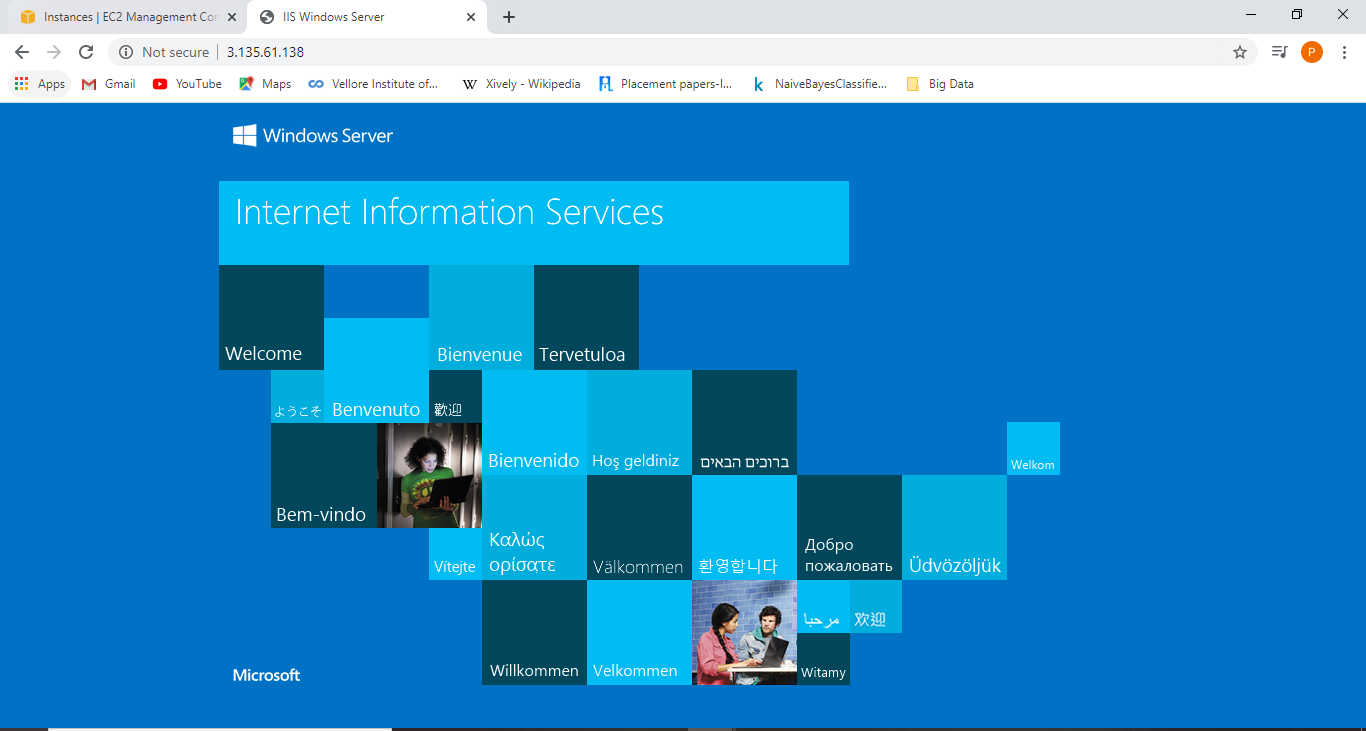 Instances | EC2 Management Con
IIS Windows Server
Not secure
3.135.61.138
P
Apps
Gmail
YouTube
Maps
Vellore Institute of...
Xively - Wikipedia
Placement papers-I...
NaiveBayesClassifie...
Big Data
Windows Server
Internet Information Services
Welcome
Bienvenue
Tervetuloa
ようこそ
Benvenuto
歡迎
Bienvenido
Hoş geldiniz
ברוכים הבאים
Welkom
Bem-vindo
Vítejte
Καλώς
ορίσατε
Välkommen
환영합니다
Добро
пожаловать
Üdvözöljük
Willkommen
Velkommen
مرحبا
欢迎
Witamy
Microsoft